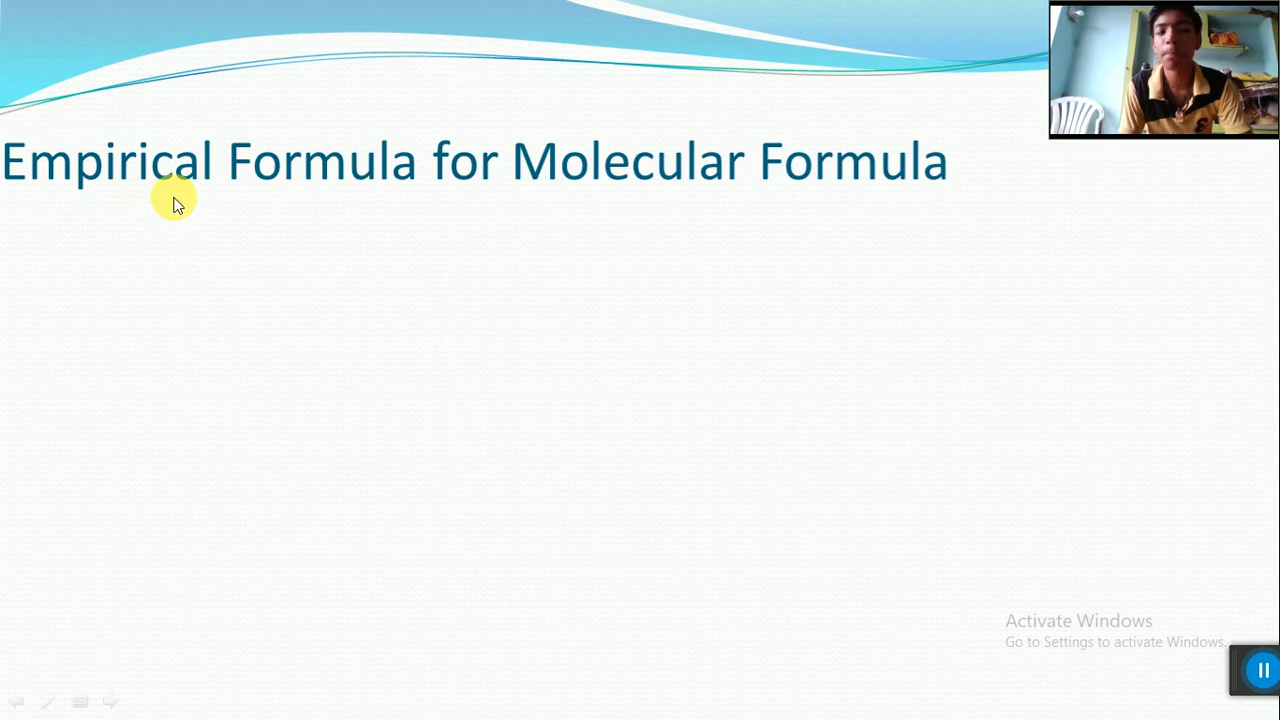 Empirical Formula for Molecular Formula
Activate Windows
Go to Settings to activate Windows.